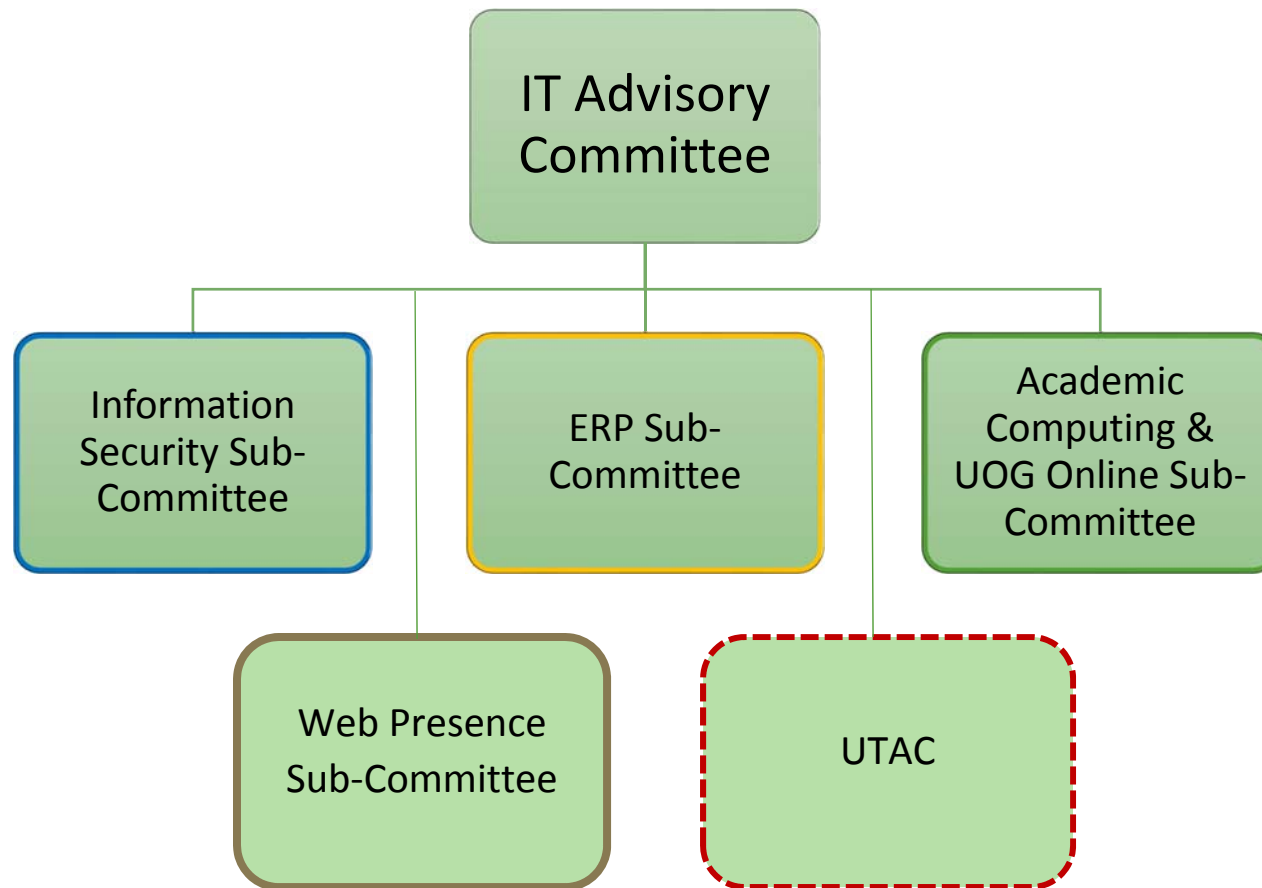 IT Advisory
Committee
Information
Security Sub-
Committee
ERP Sub-
Committee
Academic
Computing &
UOG Online Sub-
Committee
Web Presence
Sub-Committee
UTAC